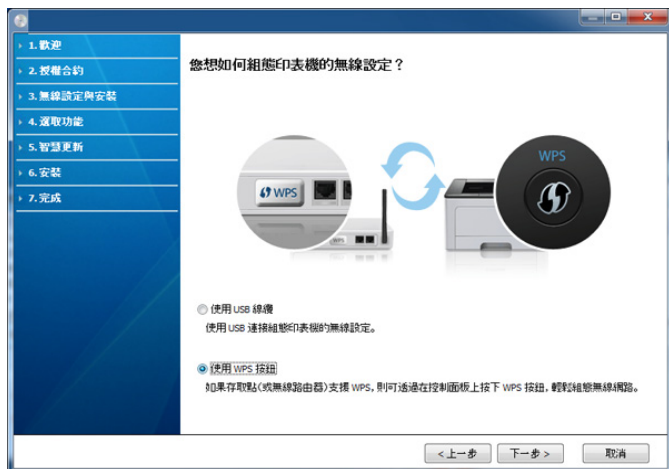 1. 歡迎
2. 授權合約
3. 無線設定與安裝
4. 選取功能
5. 智慧更新
6. 安裝
7. 完成
您想如何組態印表機的無線設定？
WPS
WPS
WPS
使用 USB 線纜
使用 USB 連接組態印表機的無線設定。
使用 WPS 按鈕
如果存取點(或無線路由器)支援 WPS, 則可透過在控制面板上按下 WPS 按鈕, 輕鬆組態無線網路。
< 上一步
下一步 >
取消